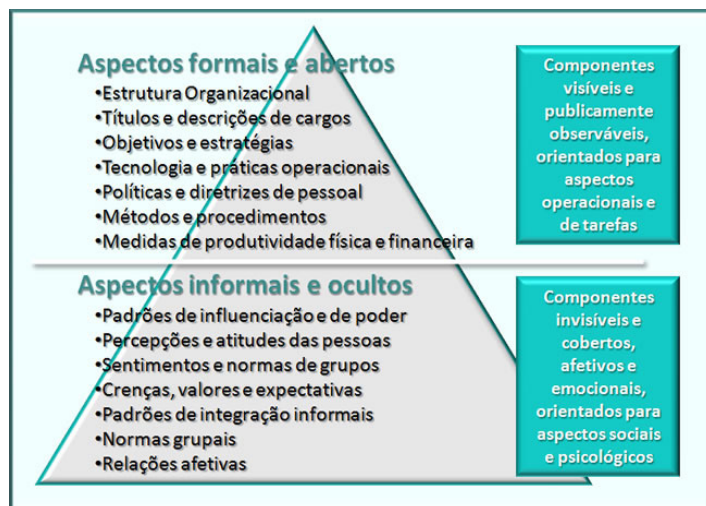 Aspectos formais e abertos
•Estrutura Organizacional
•Títulos e descrições de cargos
•Objetivos e estratégias
•Tecnologia e práticas operacionais
•Políticas e diretrizes de pessoal
•Métodos e procedimentos
•Medidas de produtividade física e financeira
Componentes
visíveis e
publicamente
observáveis,
orientados para
aspectos
operacionais e
de tarefas
Aspectos informais e ocultos
•Padrões de influenciação e de poder
•Percepções e atitudes das pessoas
•Sentimentos e normas de grupos
•Crenças, valores e expectativas
•Padrões de integração informais
•Normas grupais
•Relações afetivas
Componentes
invisíveis e
cobertos,
afetivos e
emocionais,
orientados para
aspectos sociais
e psicológicos